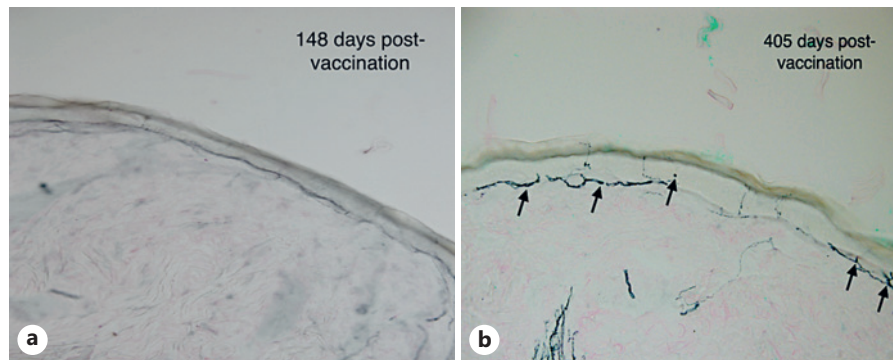 148 days post-
vaccination
a
405 days post-
vaccination
b